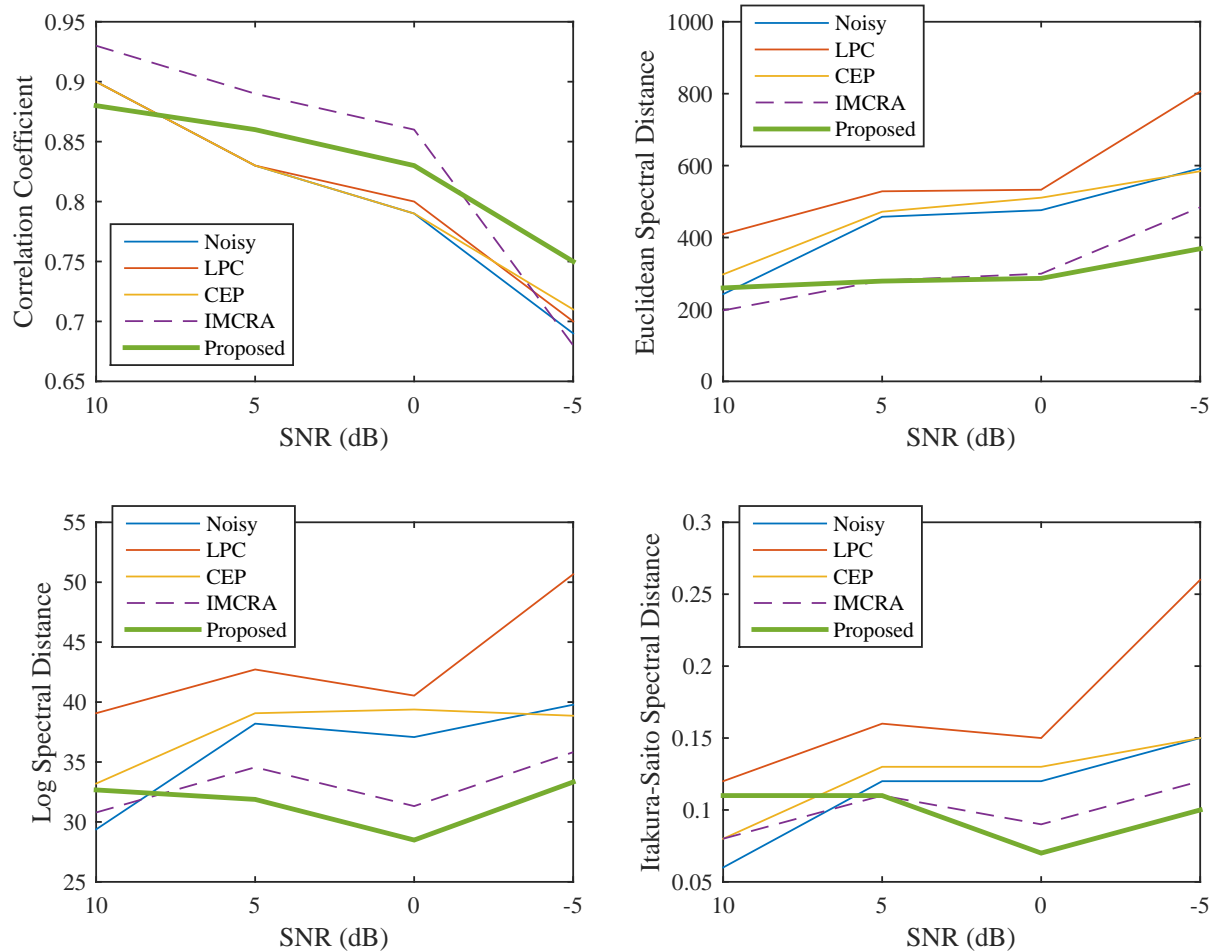 Correlation Coefficient
0.95
0.9
0.85
0.8
0.75
0.7
0.65
Noisy
LPC
CEP
IMCRA
Proposed
10
5
0
-5
SNR (dB)
Euclidean Spectral Distance
1000
800
600
400
200
0
Noisy
LPC
CEP
IMCRA
Proposed
10
5
0
-5
SNR (dB)
Log Spectral Distance
55
50
45
40
35
30
25
Noisy
LPC
CEP
IMCRA
Proposed
10
5
0
-5
SNR (dB)
Itakura-Saito Spectral Distance
0.3
0.25
0.2
0.15
0.1
0.05
Noisy
LPC
CEP
IMCRA
Proposed
10
5
0
-5
SNR (dB)